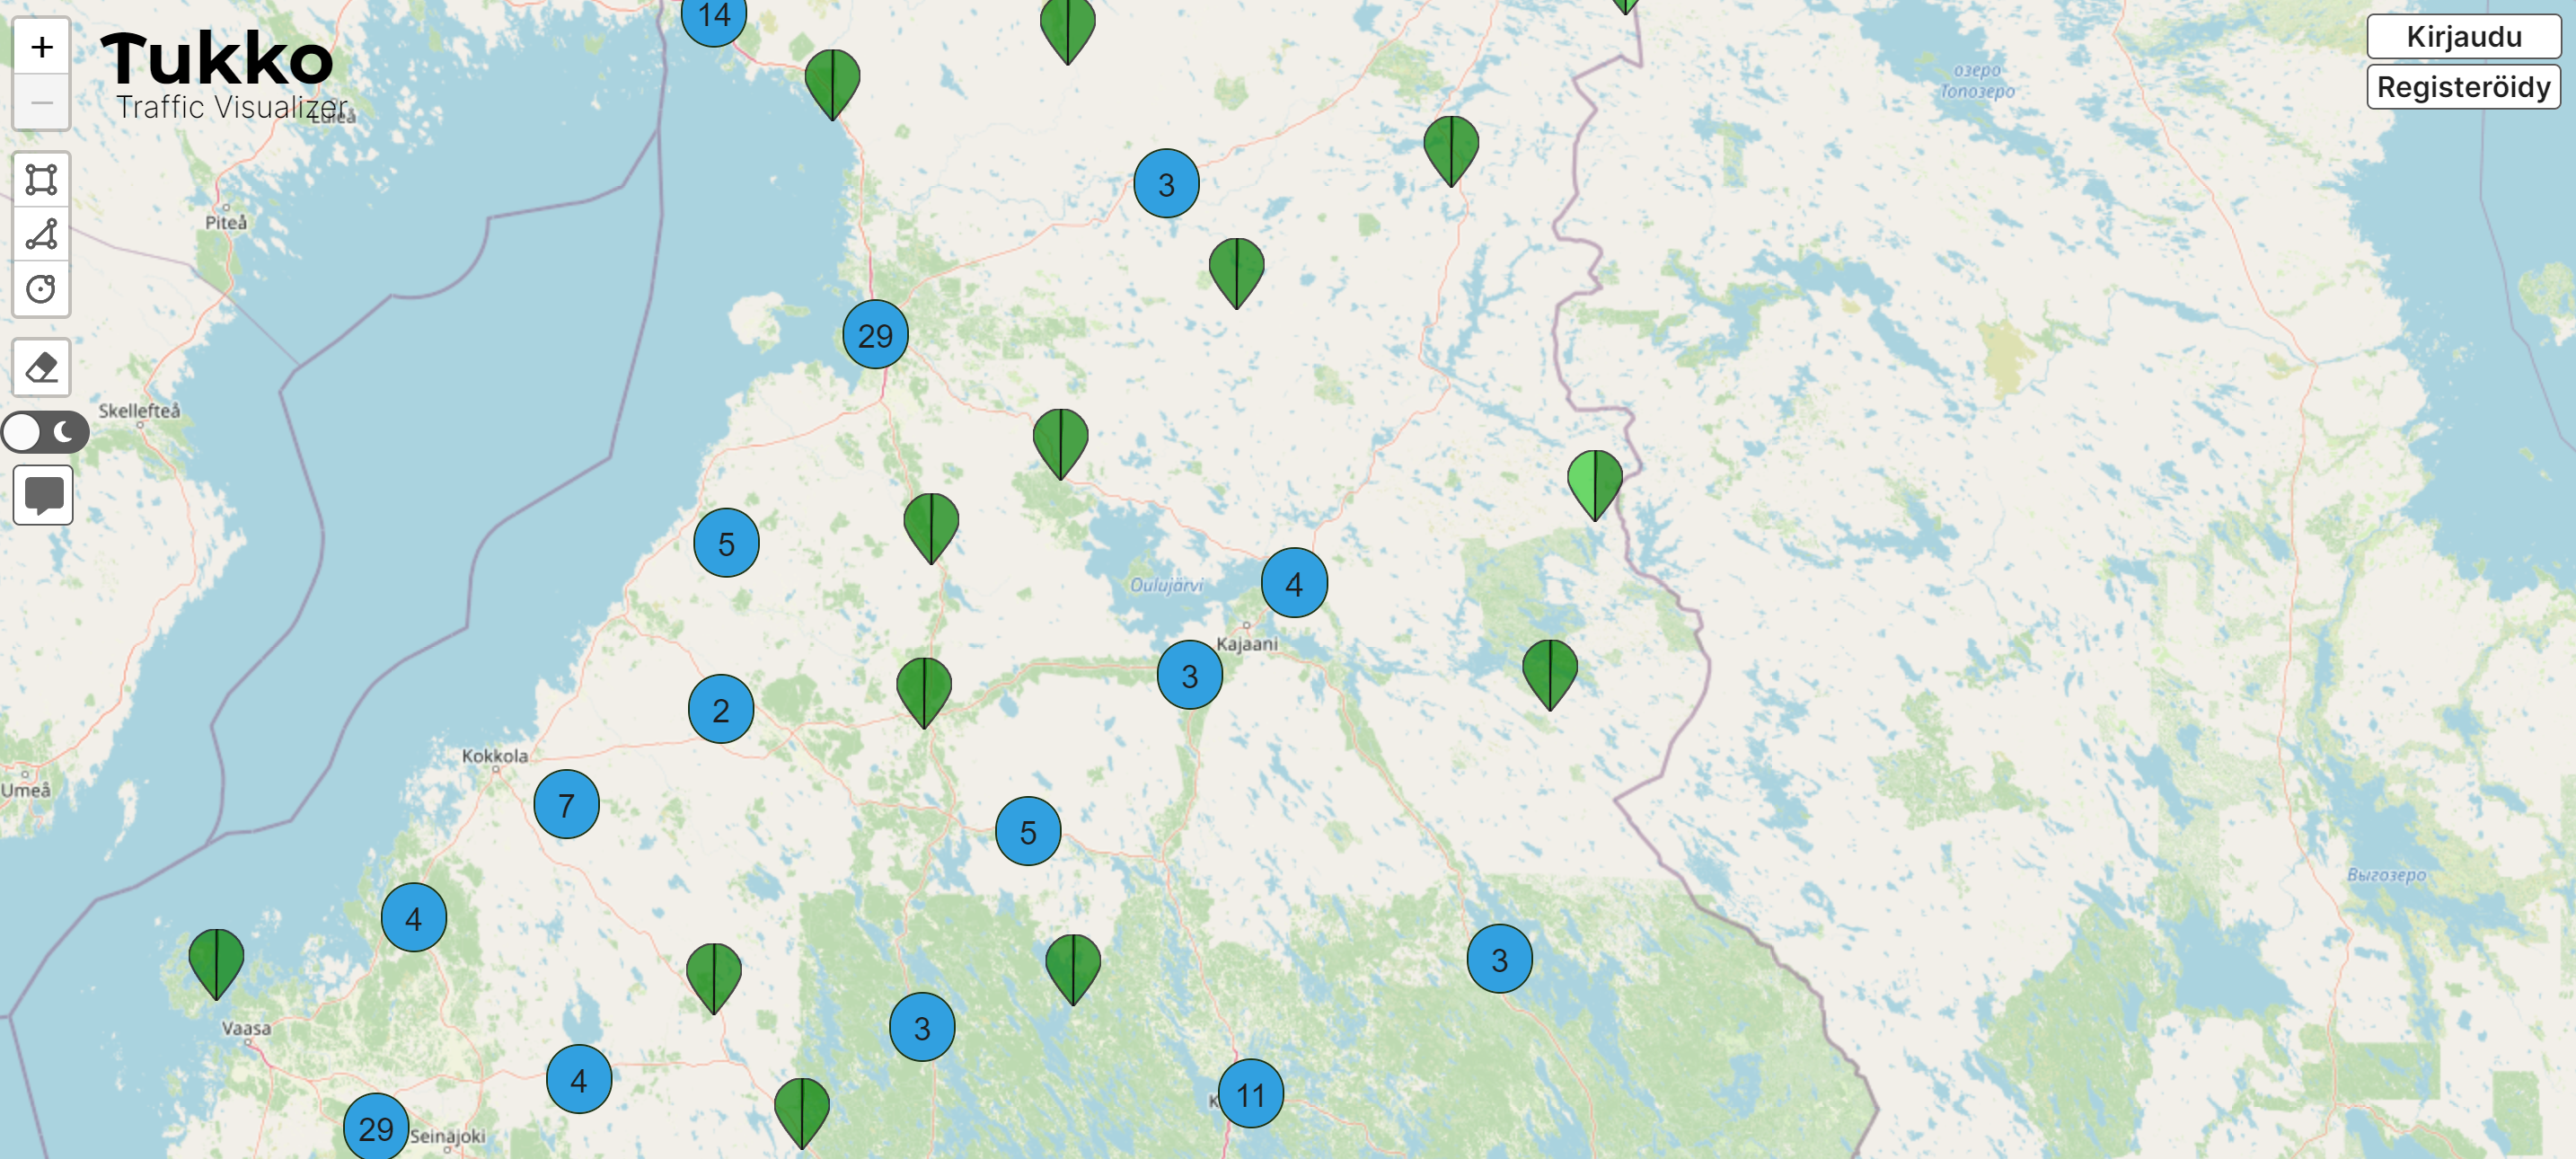 14
+
Tukko
Kirjaudu
−
Traffic Visualizer
Luleå
озеро
Топозеро
Registeröidy
3
Piteå
29
Skellefteå
5
Oulujärvi
4
Kajaani
3
2
Kokkola
Umeå
7
5
Выгозеро
4
3
Vaasa
3
4
K
11
29
Seinäjoki